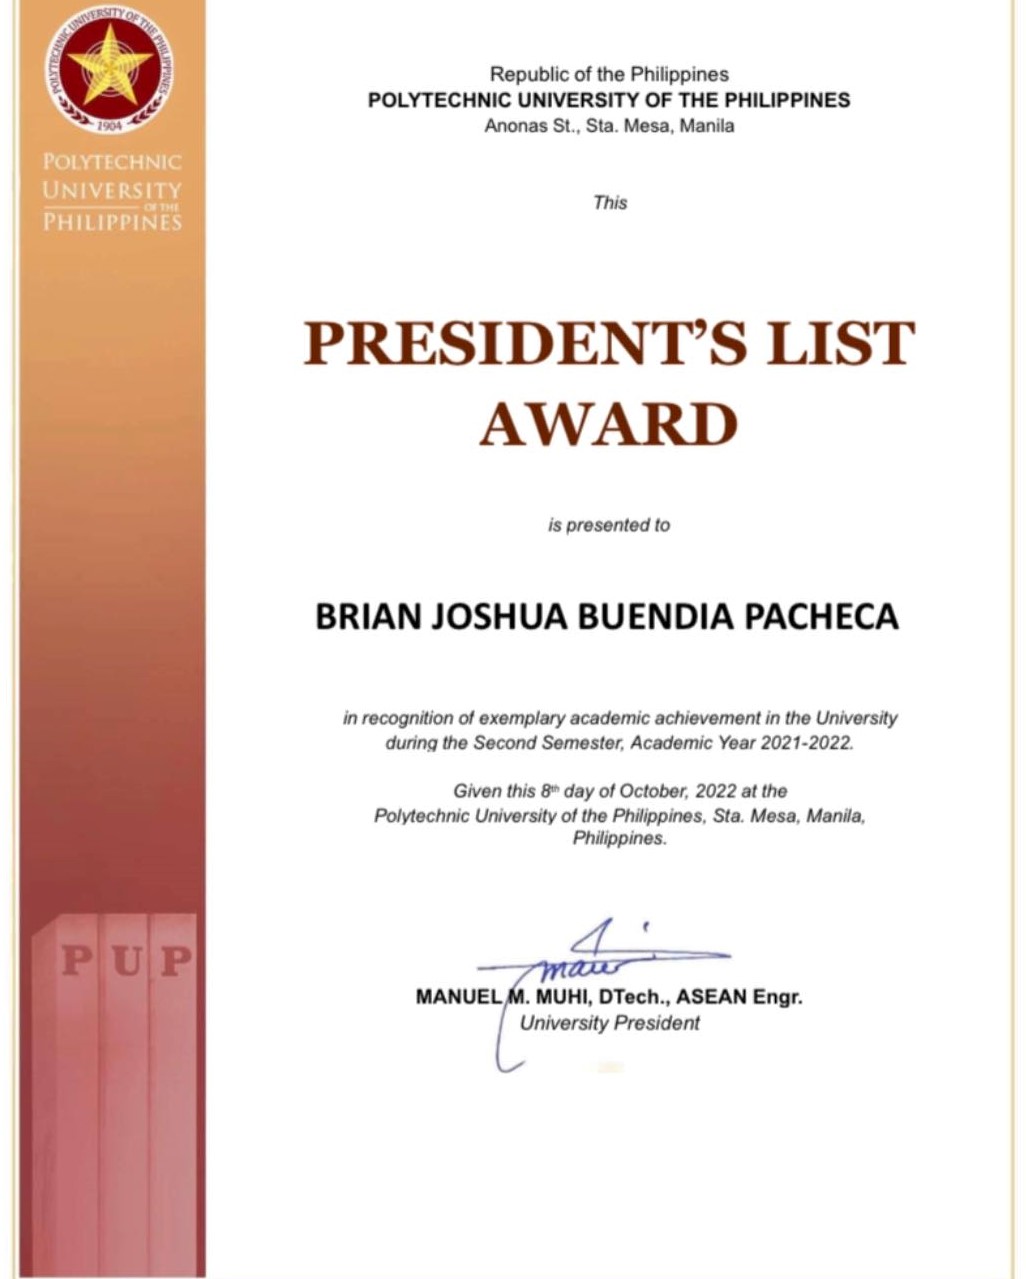 POLYTECHNIC UNIVERSITY OF THE PHILIPPINES
1904
POLYTECHNIC
UNIVERSITY
OF THE
PHILIPPINES
Republic of the Philippines
POLYTECHNIC UNIVERSITY OF THE PHILIPPINES
Anonas St., Sta. Mesa, Manila
This
PRESIDENT'S LIST
AWARD
is presented to
BRIAN JOSHUA BUENDIA PACHECA
in recognition of exemplary academic achievement in the University
during the Second Semester, Academic Year 2021-2022.
Given this 8th day of October, 2022 at the
Polytechnic University of the Philippines, Sta. Mesa, Manila,
Philippines.
MANUEL M. MUHI, DTech., ASEAN Engr.
University President
P U P